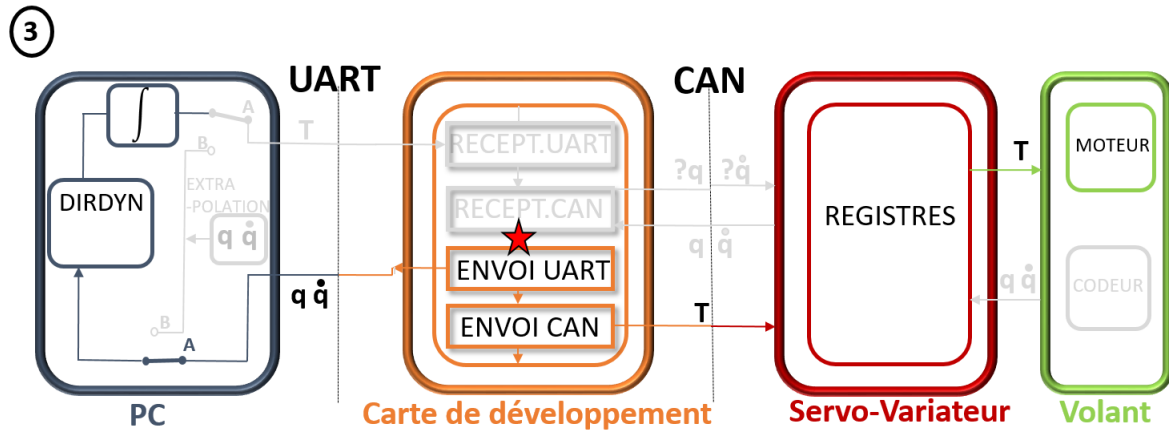 3
UART
CAN
∫
A
T
B
RECEPT.UART
?q ?q̇
T
MOTEUR
DIRDYN
EXTRA
-POLATION
q q̇
RECEPT.CAN
REGISTRES
q q̇
ENVOI UART
q q̇
q q̇
CODEUR
B
A
ENVOI CAN
T
PC
Carte de développement
Servo-Variateur
Volant